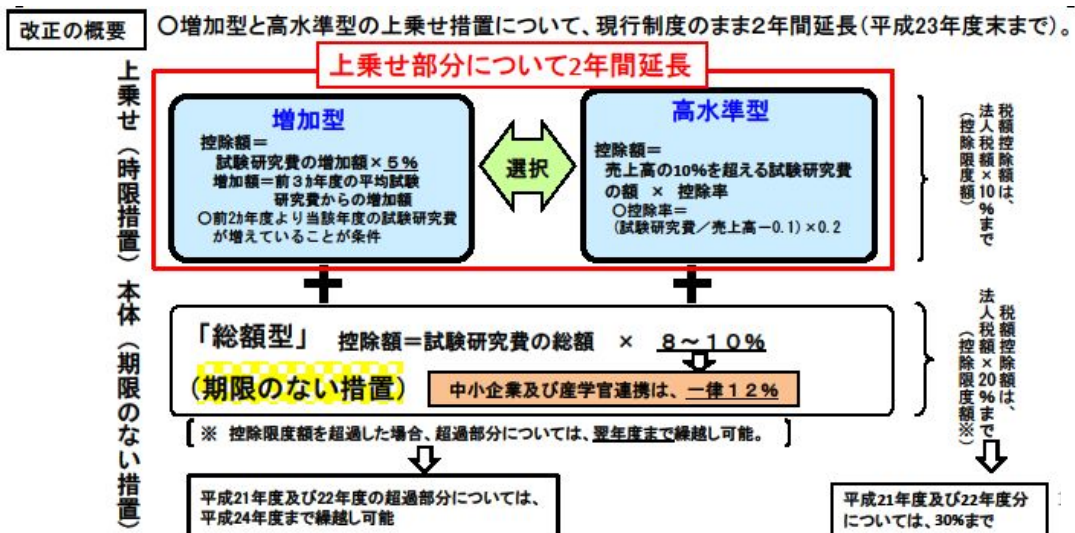 改正の概要
〇増加型と高水準型の上乗せ措置について、現行制度のまま２年間延長(平成23年度末まで)。
上乗せ部分について2年間延長
上乗せ（時限措置）
増加型
控除額＝
試験研究費の増加額×５％
増加額＝前３ｶ年度の平均試験
研究費からの増加額
〇前2ｶ年度より当該年度の試験研究費
が増えていることが条件
選択
高水準型
控除額＝
売上高の10%を超える試験研究費
の額 × 控除率
〇控除率＝
(試験研究費／売上高－0.1)×0.2
税額控除額は、
法人税額×10％まで
（控除限度額）
＋
＋
本体（期限のない措置）
「総額型」 控除額＝試験研究費の総額 × ８～１０％
（期限のない措置）
中小企業及び産学官連携は、一律１２％
税額控除額は、
法人税額×20％まで
（控除限度額※）
※ 控除限度額を超過した場合、超過部分については、翌年度まで繰越し可能。
平成21年度及び22年度の超過部分については、
平成24年度まで繰越し可能
平成21年度及び22年度分
については、30%まで